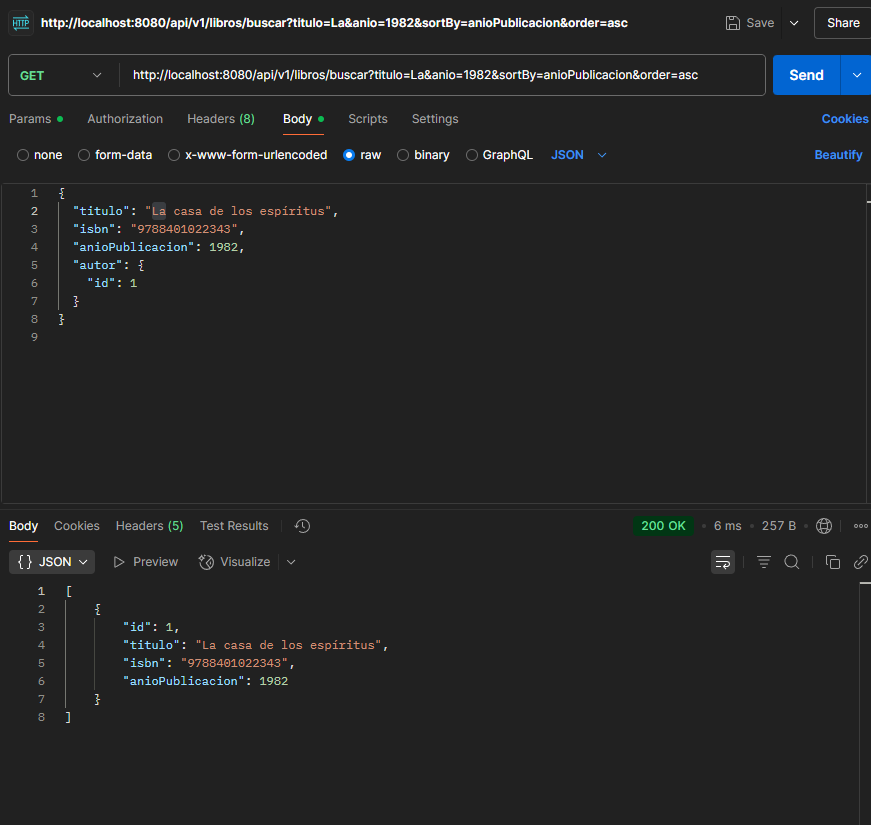 HTTP http://localhost:8080/api/v1/libros/buscar?titulo=La&anio=1982&sortBy=anioPublicacion&order=asc Save Share
GET http://localhost:8080/api/v1/libros/buscar?titulo=La&anio=1982&sortBy=anioPublicacion&order=asc Send
Params Authorization Headers (8) Body Scripts Settings Cookies
none form-data x-www-form-urlencoded raw binary GraphQL JSON Beautify
1 {
2 "titulo": "La casa de los espíritus",
3 "isbn": "9788401022343",
4 "anioPublicacion": 1982,
5 "autor": {
6 "id": 1
7 }
8 }
9
Body Cookies Headers (5) Test Results 200 OK 6 ms 257 B
{} JSON Preview Visualize
1 [
2 {
3 "id": 1,
4 "titulo": "La casa de los espíritus",
5 "isbn": "9788401022343",
6 "anioPublicacion": 1982
7 }
8 ]